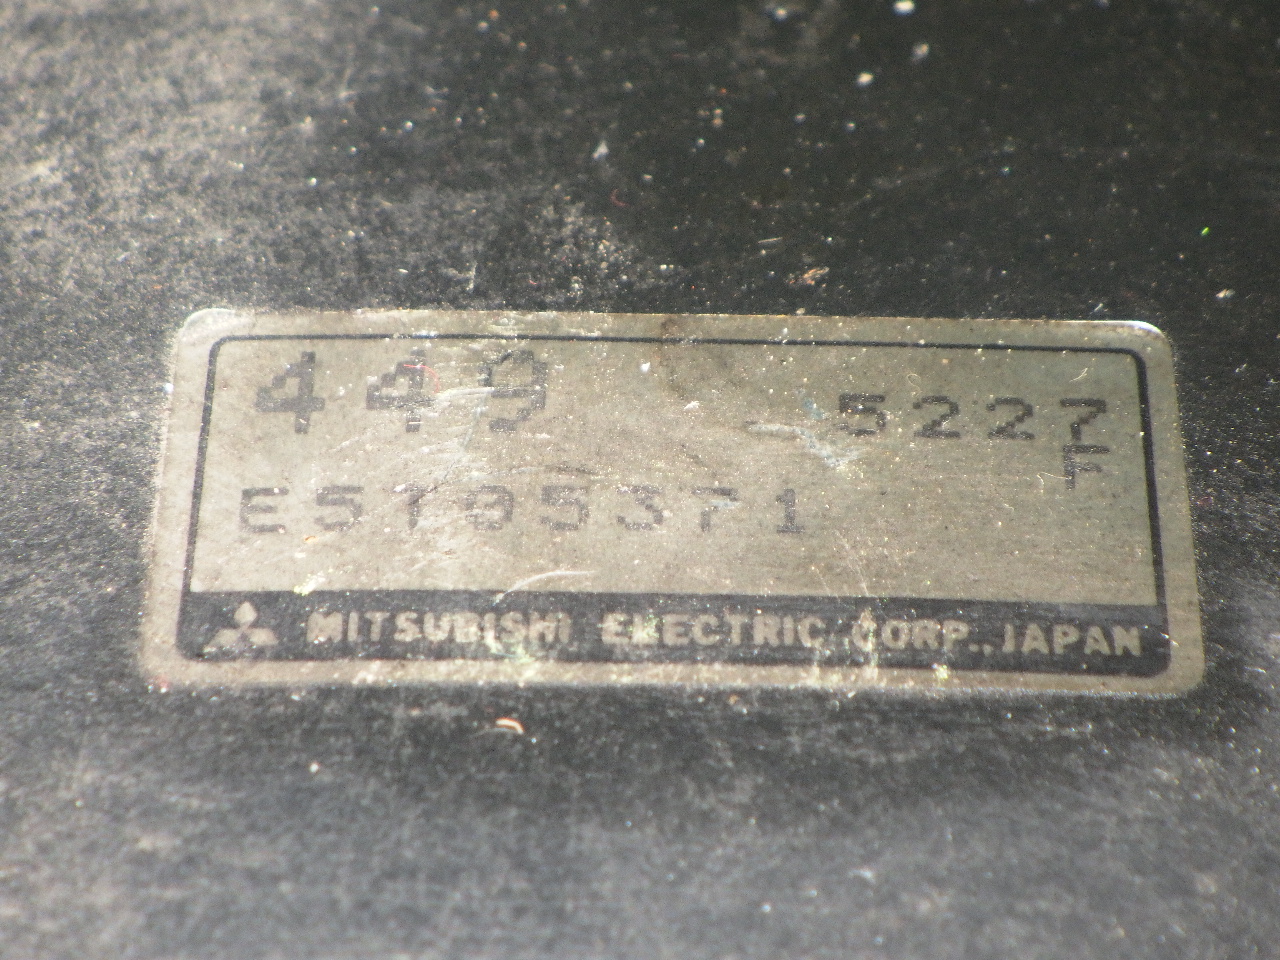 449 5227
F
E5T05371
MITSUBISHI ELECTRIC CORP., JAPAN